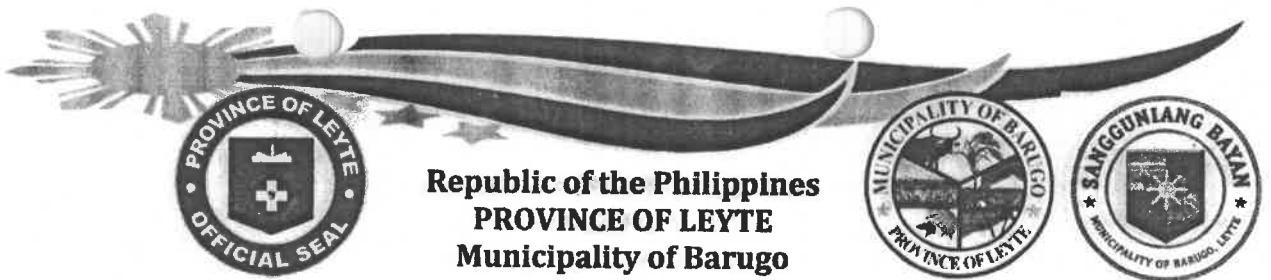 PROVINCE OF LEYTE
OFFICIAL SEAL
Republic of the Philippines
PROVINCE OF LEYTE
Municipality of Barugo
MUNICIPALITY OF BARUGO
PROVINCE OF LEYTE
SANGGUNIANG BAYAN
MUNICIPALITY OF BARUGO, LEYTE